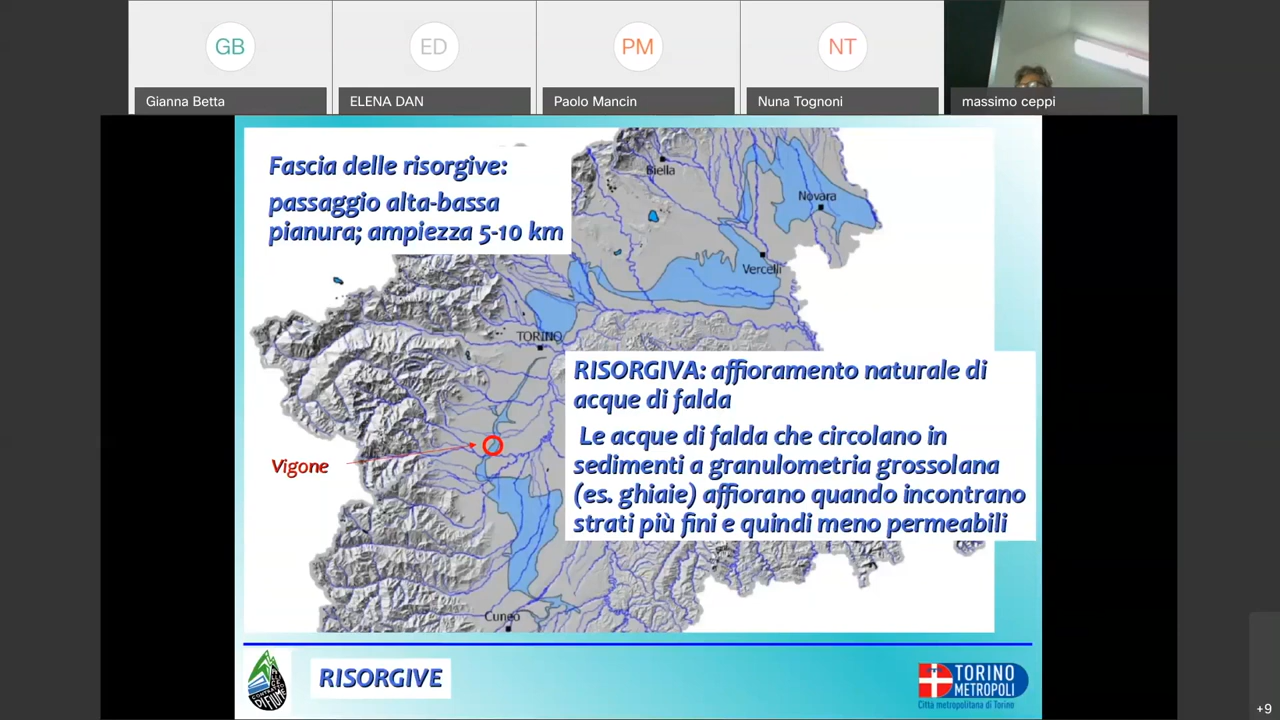 GB
ED
PM
NT
Gianna Betta
ELENA DAN
Paolo Mancin
Nuna Tognoni
massimo ceppi
Fascia delle risorgive:
passaggio alta-bassa
pianura; ampiezza 5-10 km
Biella
Novara
Vercelli
TORINO
RISORGIVA: affioramento naturale di
acque di falda
Le acque di falda che circolano in
sedimenti a granulometria grossolana
(es. ghiaie) affiorano quando incontrano
strati più fini e quindi meno permeabili
Vigone
Cuneo
RISORGIVE
TORINO
METROPOLI
Città metropolitana di Torino
+9